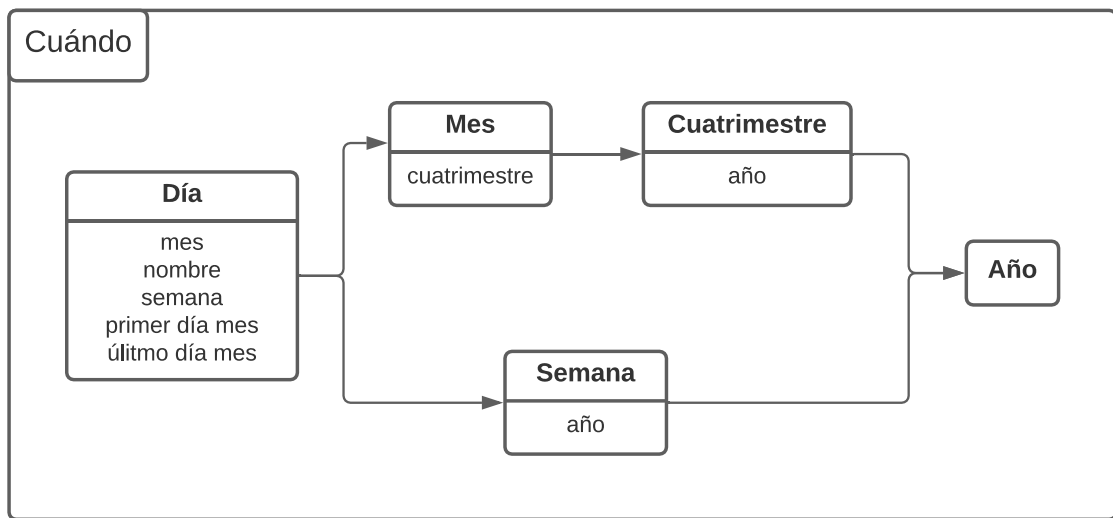 Cuándo
Día
mes
nombre
semana
primer día mes
úlitmo día mes
Mes
cuatrimestre
Cuatrimestre
año
Semana
año
Año